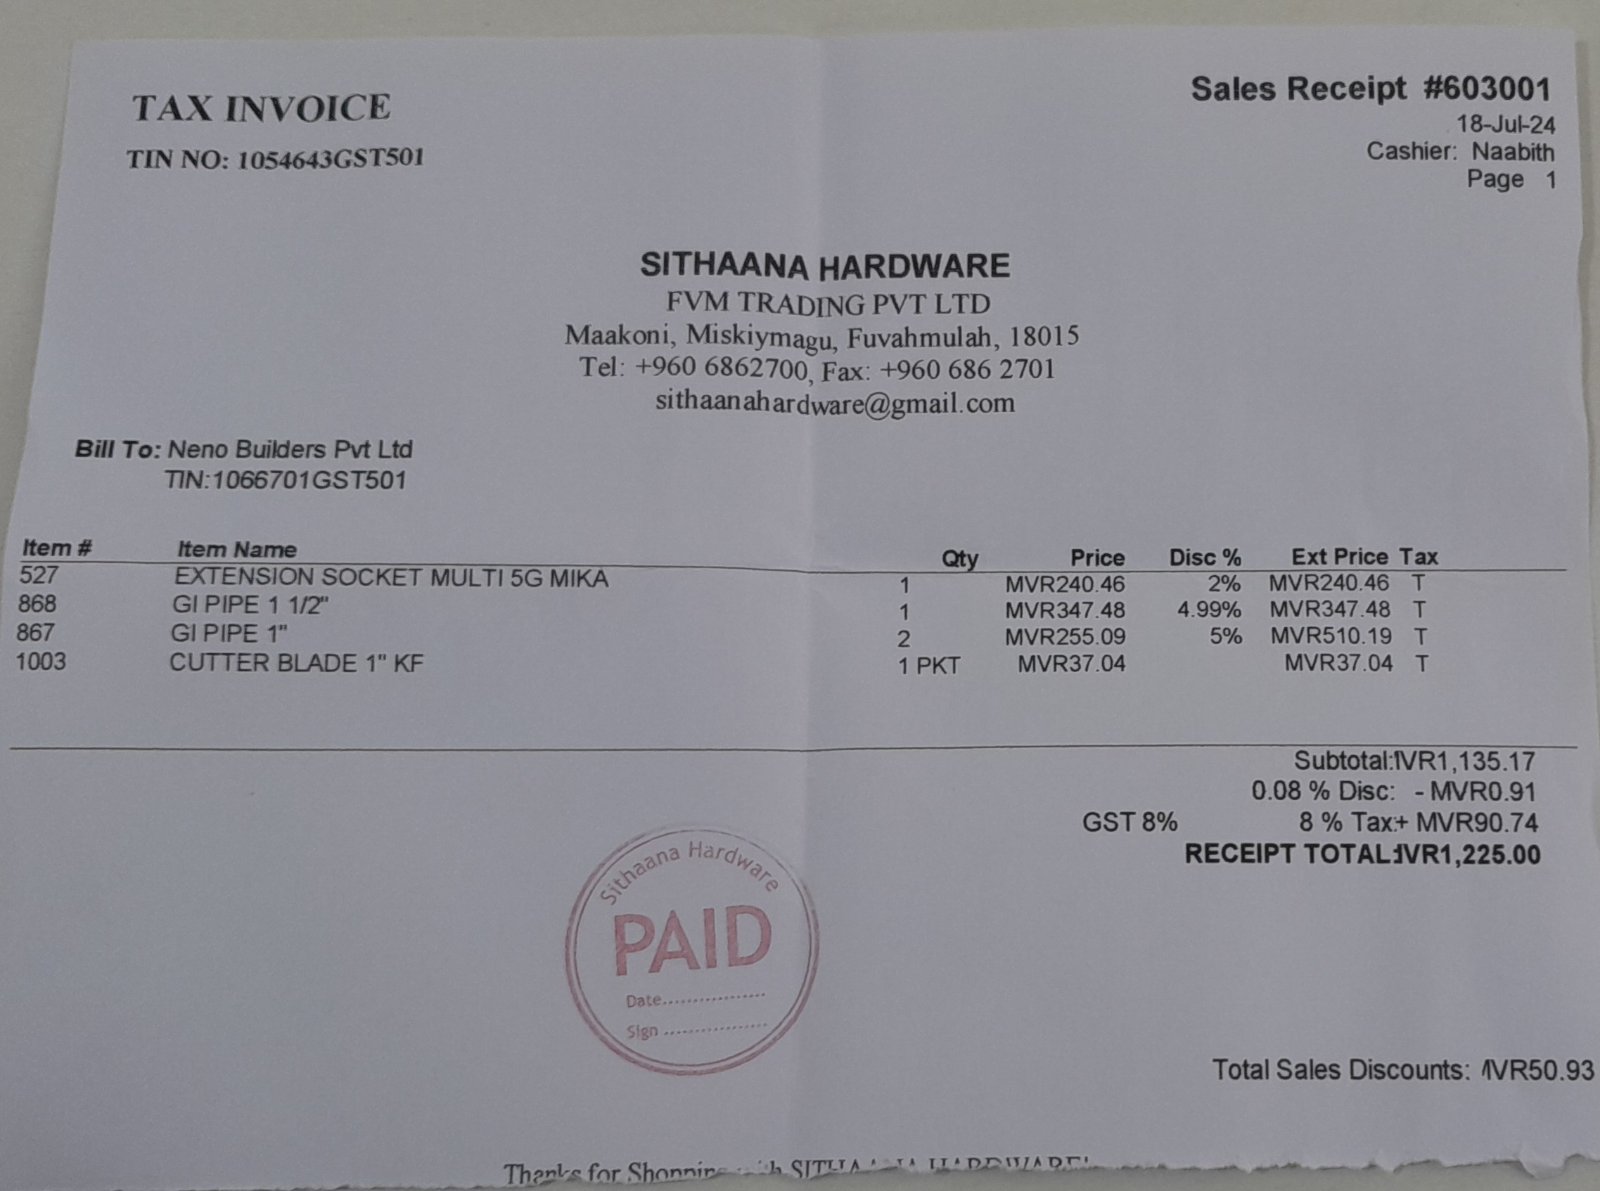 TAX INVOICE
TIN NO: 1054643GST501
Sales Receipt #603001
18-Jul-24
Cashier: Naabith
Page 1
SITHAANA HARDWARE
FVM TRADING PVT LTD
Maakoni, Miskiymagu, Fuvahmulah, 18015
Tel: +960 6862700, Fax: +960 686 2701
sithaanahardware@gmail.com
Bill To: Neno Builders Pvt Ltd
TIN:1066701GST501
Item # Item Name Qty Price Disc % Ext Price Tax
527 EXTENSION SOCKET MULTI 5G MIKA 1 MVR240.46 2% MVR240.46 T
868 GI PIPE 1 1/2" 1 MVR347.48 4.99% MVR347.48 T
867 GI PIPE 1" 2 MVR255.09 5% MVR510.19 T
1003 CUTTER BLADE 1" KF 1 PKT MVR37.04 MVR37.04 T
Subtotal: MVR1,135.17
0.08 % Disc: - MVR0.91
GST 8% 8 % Tax:+ MVR90.74
RECEIPT TOTAL: MVR1,225.00
Sithaana Hardware
PAID
Date.................
Sign.................
Total Sales Discounts: MVR50.93
Thanks for Shopping with SITHAANA HARDWARE!